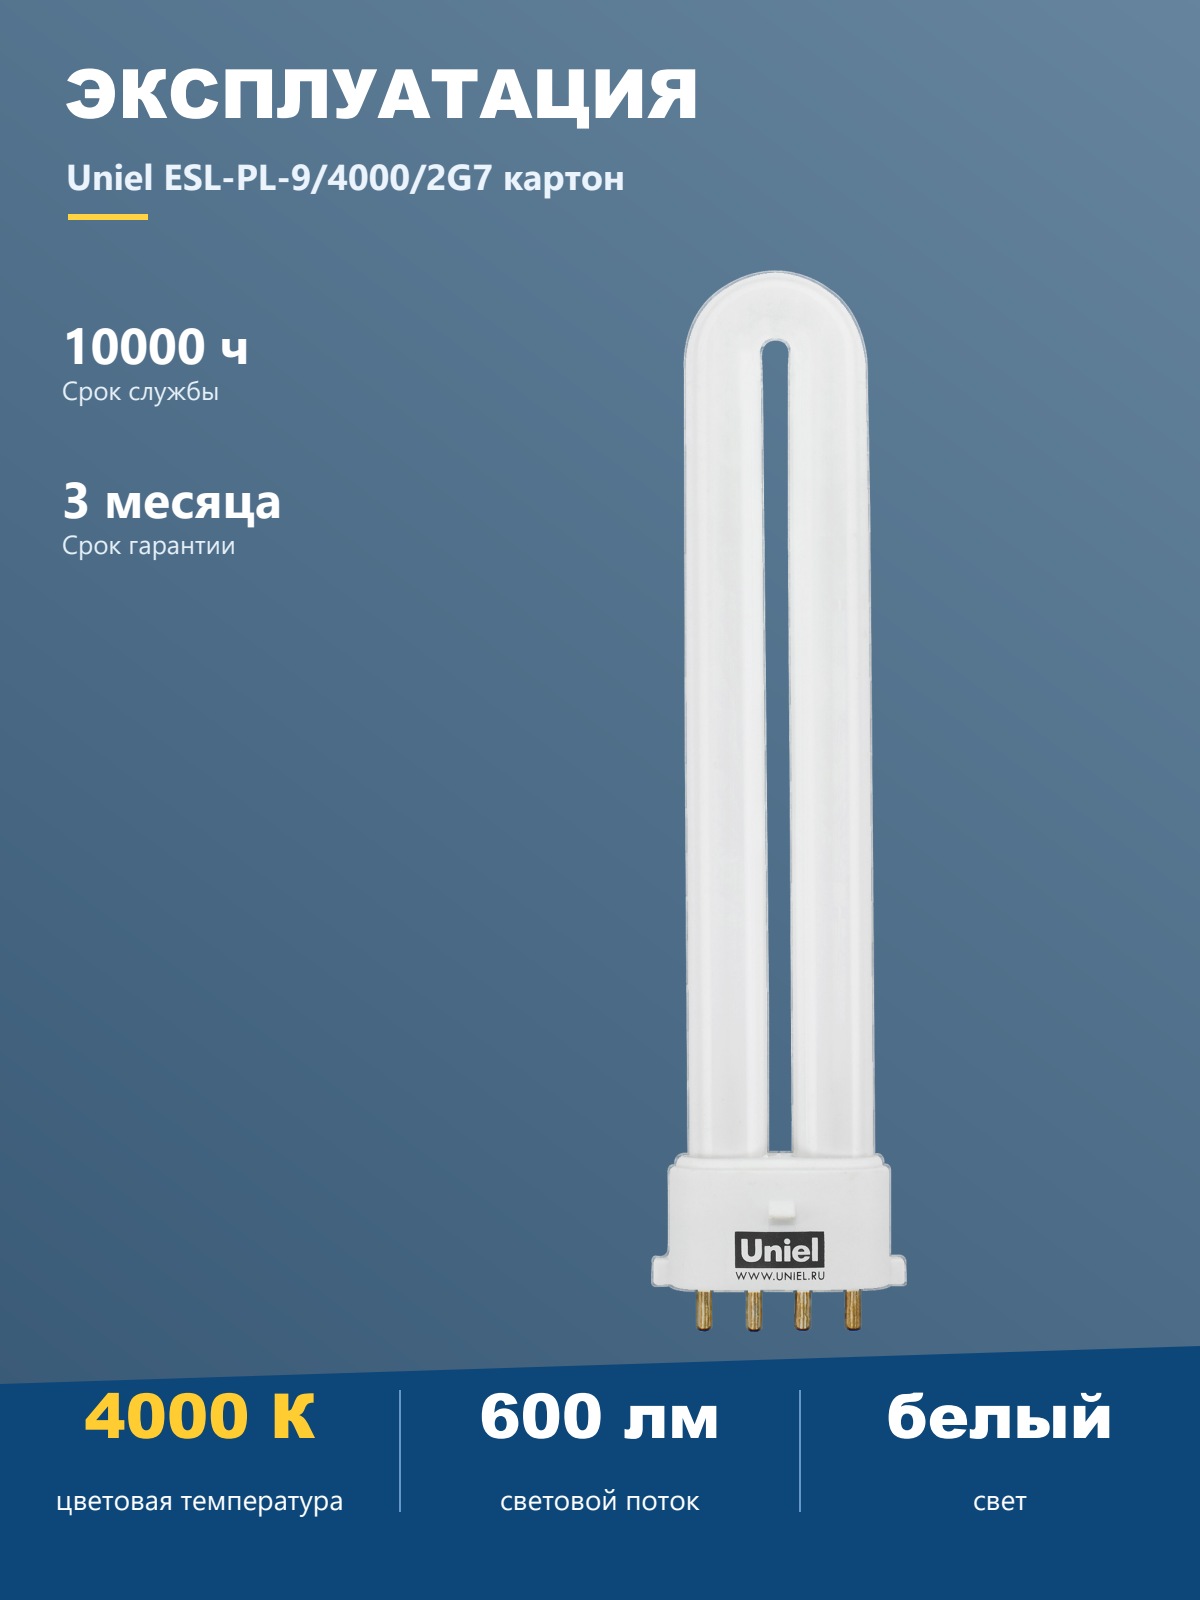 ЭКСПЛУАТАЦИЯ
Uniel ESL-PL-9/4000/2G7 картон
10000 ч
Срок службы
3 месяца
Срок гарантии
Uniel
WWW.UNIEL.RU
4000 К
цветовая температура
600 лм
световой поток
белый
свет